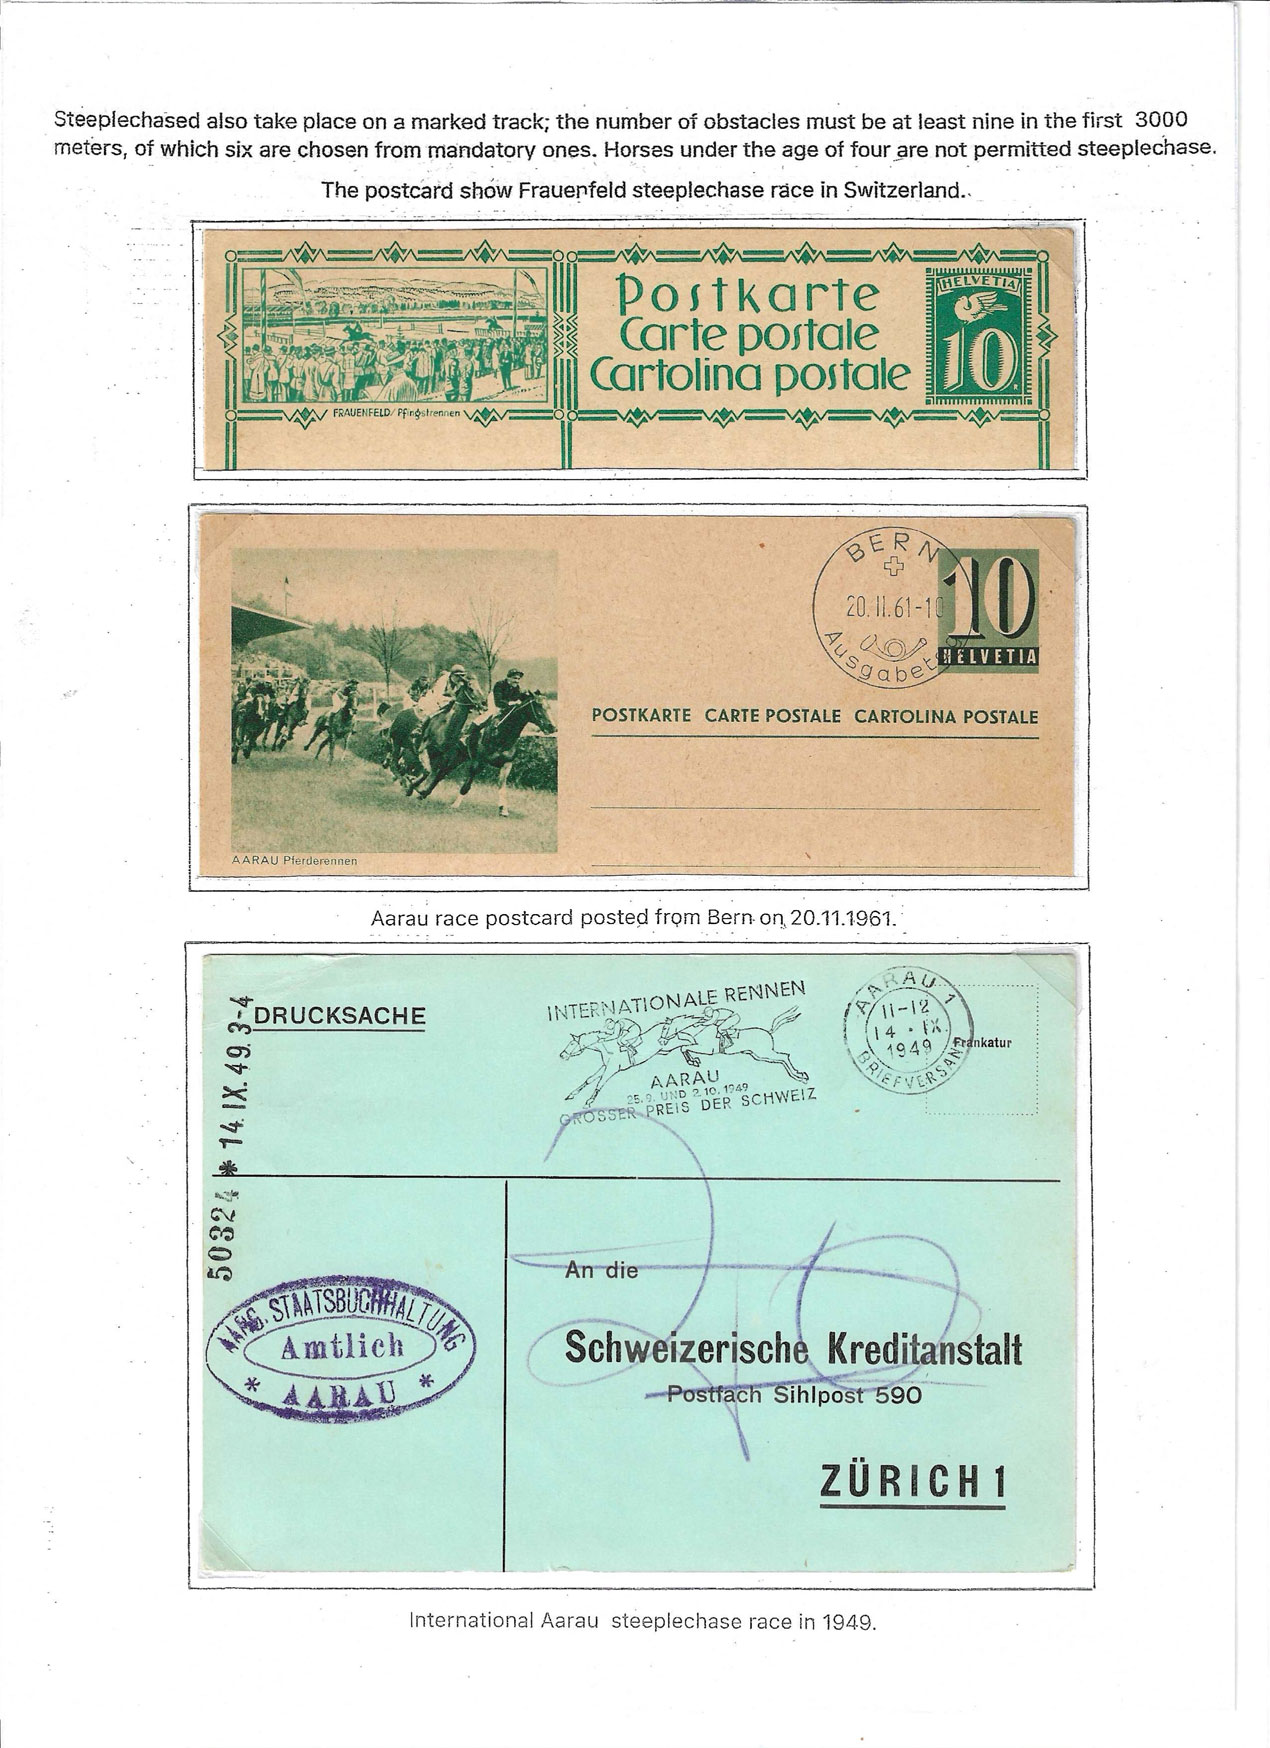 Steeplechased also take place on a marked track; the number of obstacles must be at least nine in the first 3000
meters, of which six are chosen from mandatory ones. Horses under the age of four are not permitted steeplechase.
The postcard show Frauenfeld steeplechase race in Switzerland.
Postkarte
Carte postale
Cartolina postale
HELVETIA
10
FRAUENFELD/Pfingstrennen
BERN
20.II.61-10
Ausgabetag
10
HELVETIA
POSTKARTE CARTE POSTALE CARTOLINA POSTALE
AARAU Pferderennen
Aarau race postcard posted from Bern on 20.11.1961.
50324 * 14.IX.49.3-4
DRUCKSACHE
INTERNATIONALE RENNEN
AARAU
25.9. UND 2.10.1949
GROSSER PREIS DER SCHWEIZ
AARAU 1
11-12
14.IX.
1949
BRIEFVERSAND
Frankatur
AARG. STAATSBUCHHALTUNG
Amtlich
* AARAU *
An die
Schweizerische Kreditanstalt
Postfach Sihlpost 590
ZÜRICH 1
International Aarau steeplechase race in 1949.